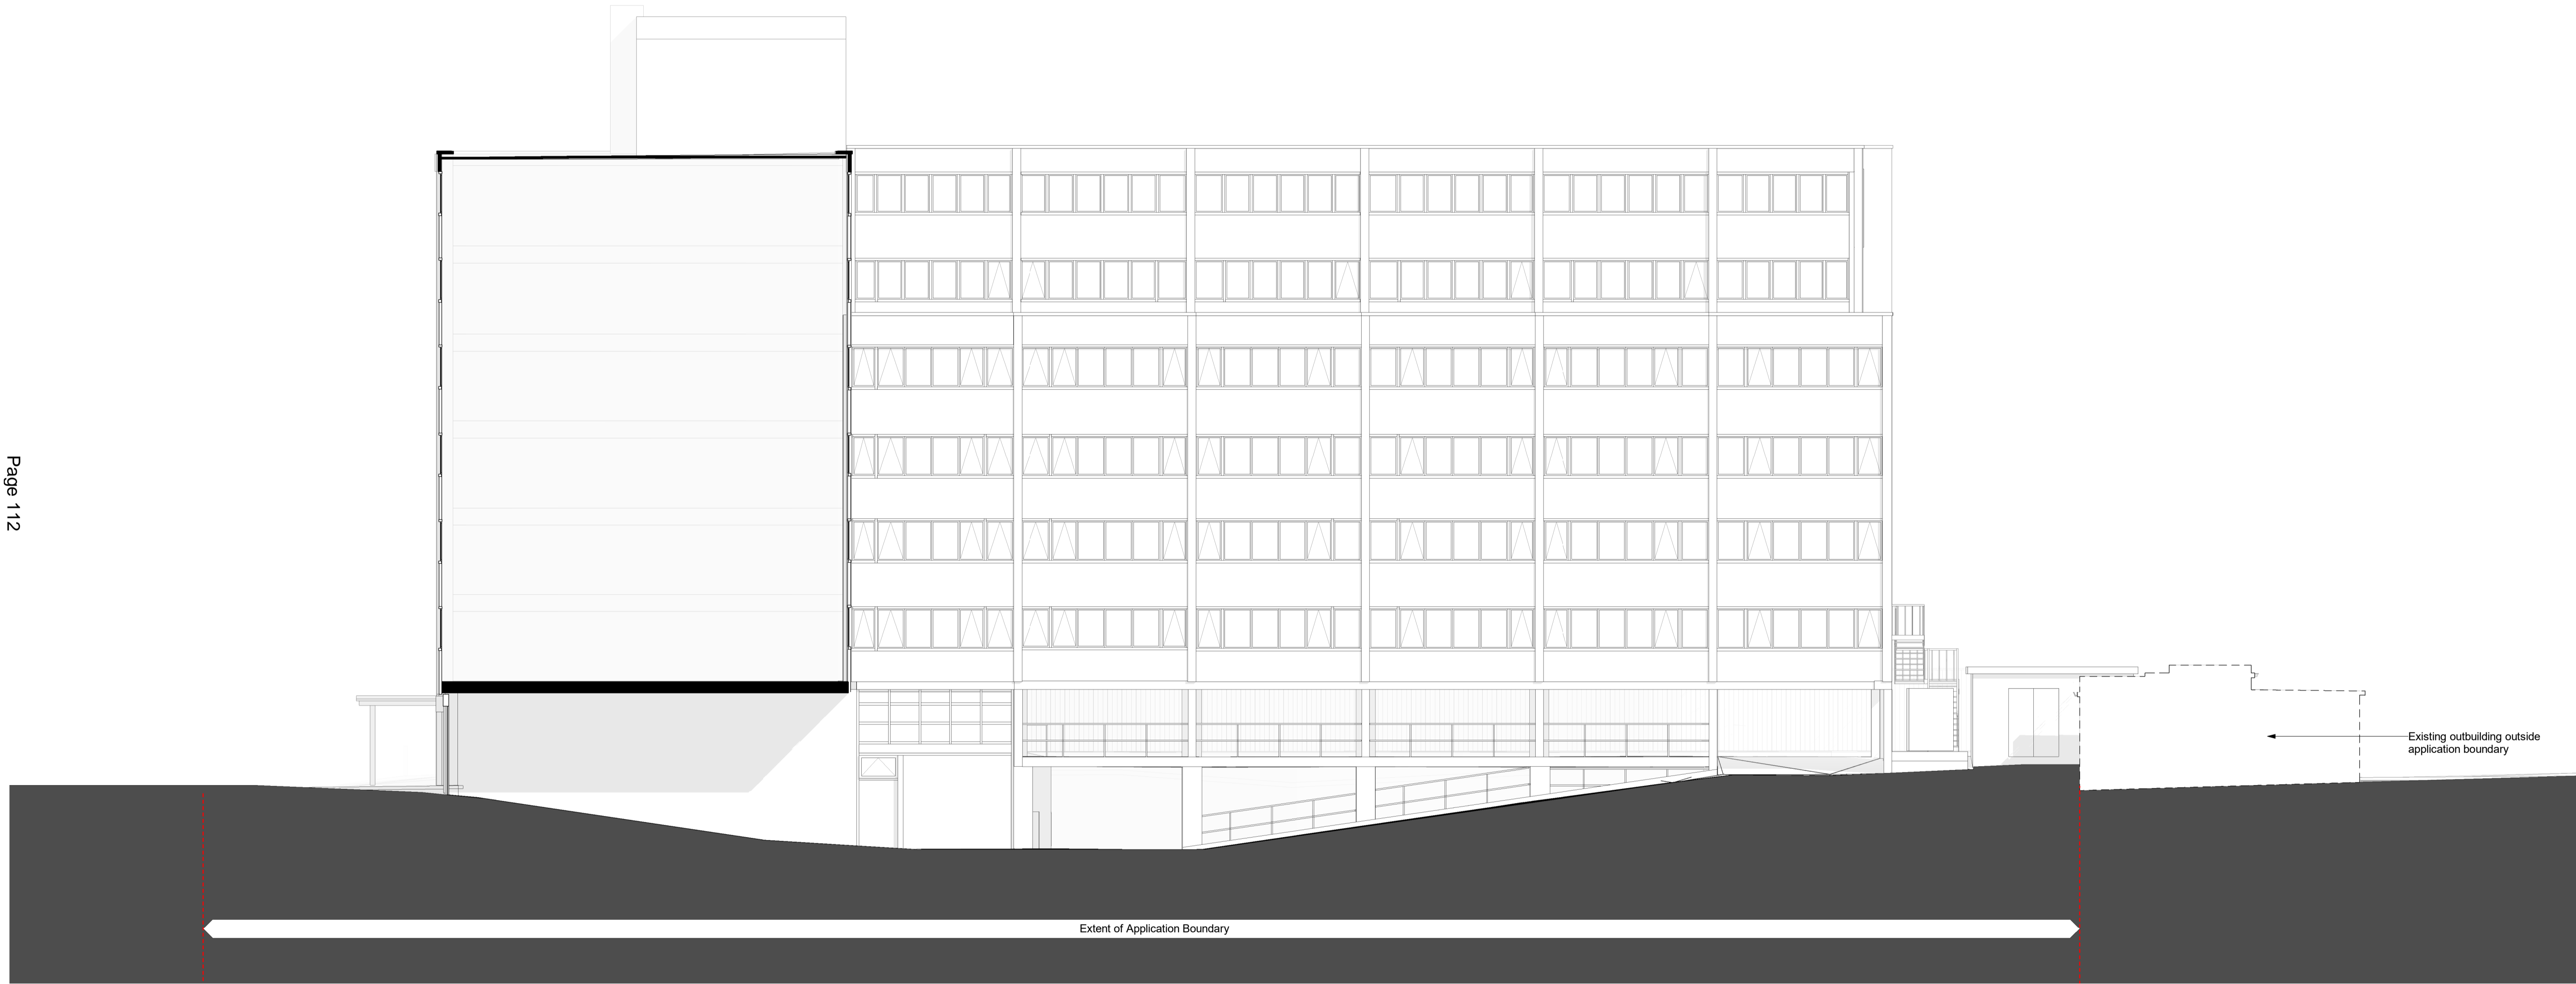 Page 112
Existing outbuilding outside
application boundary
Extent of Application Boundary